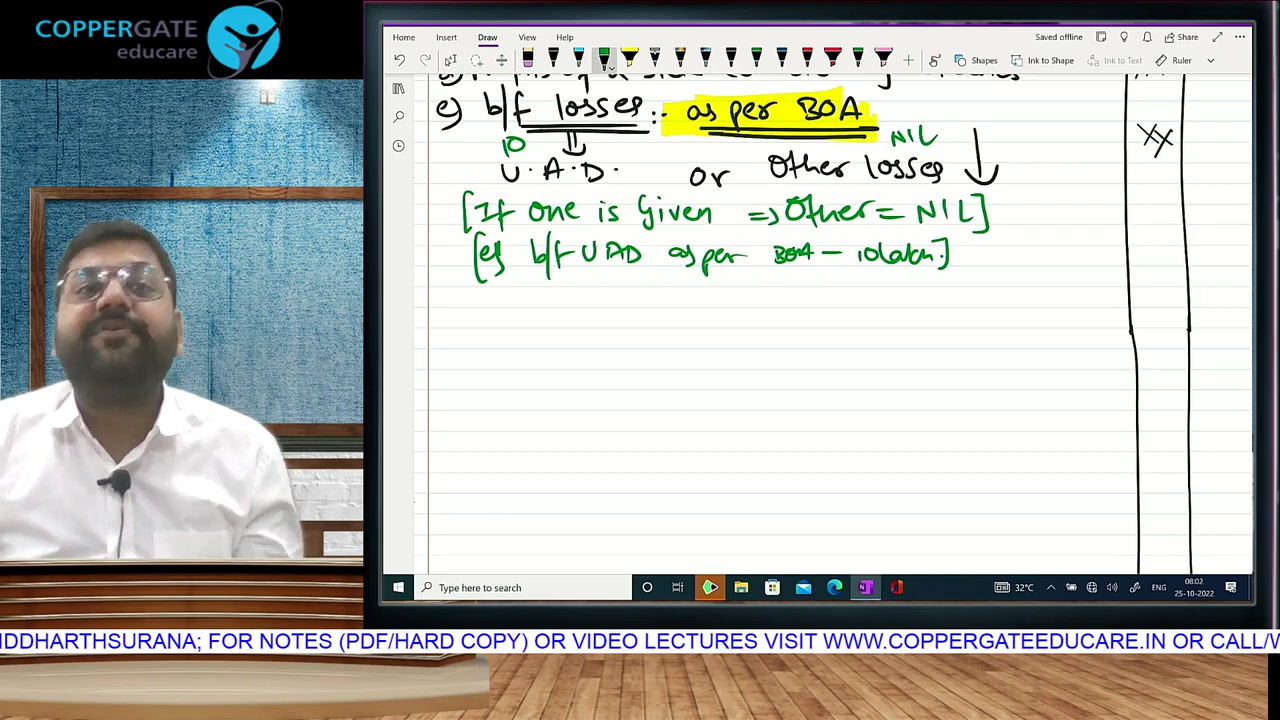 COPPERGATE
educare
Home Insert Draw View Help
Saved offline
Share
Shapes
Ink to Shape
Ink to Text
Ruler
e) b/f losses :- as per BOA
10
NIL
XX
U.A.D. or Other losses
[If One is Given => Other = NIL]
[eg b/f UAD as per BOA - 10 lakh.]
Type here to search
32°C
ENG
08:02
25-10-2022
IDDHARTHSURANA; FOR NOTES (PDF/HARD COPY) OR VIDEO LECTURES VISIT WWW.COPPERGATEEDUCARE.IN OR CALL/